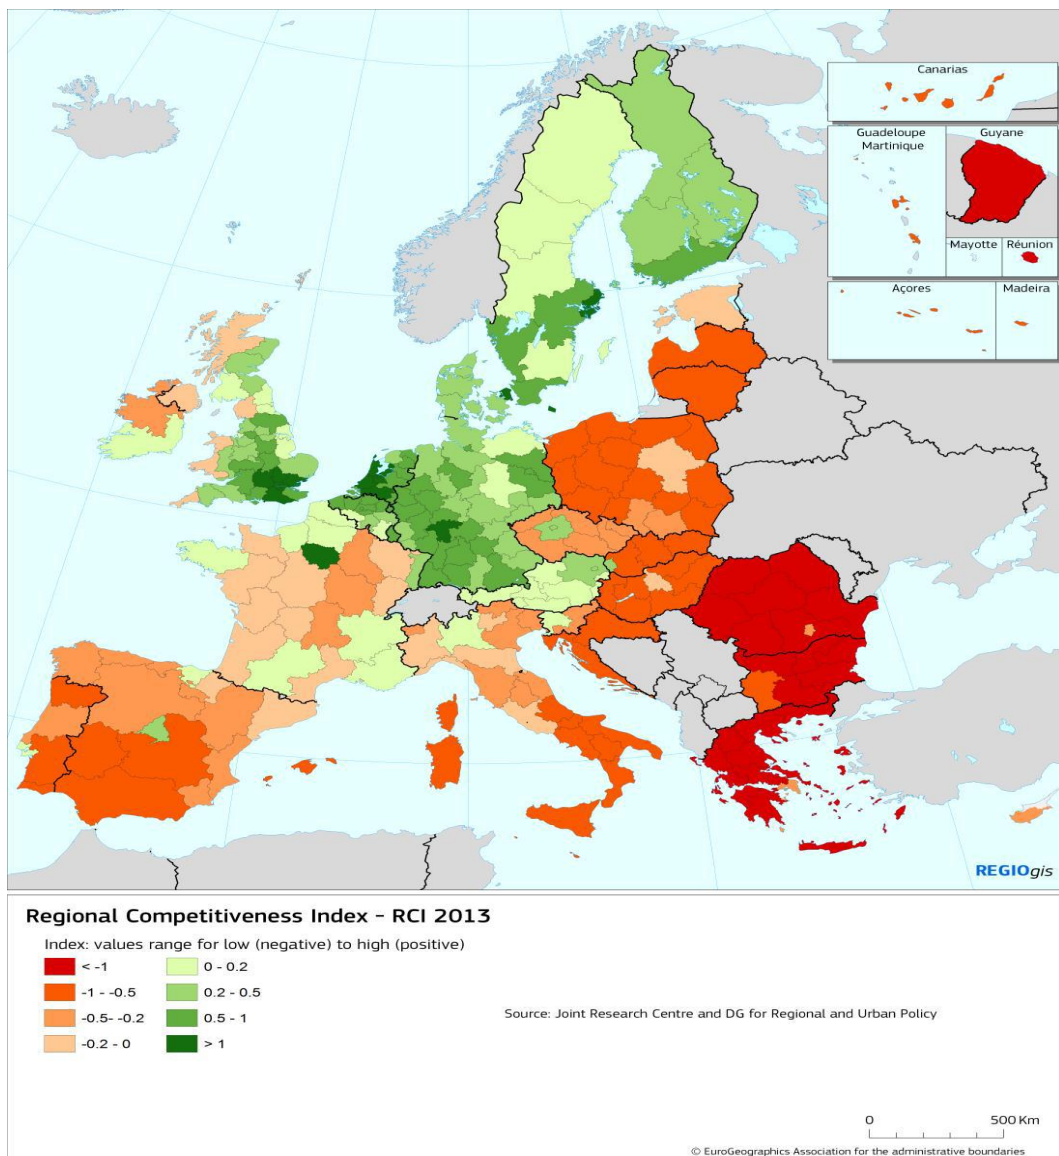 Canarias
Guadeloupe
Martinique
Guyane
Mayotte
Réunion
Açores
Madeira
REGIOgis
Regional Competitiveness Index - RCI 2013
Index: values range for low (negative) to high (positive)
< -1
-1 - -0.5
-0.5- -0.2
-0.2 - 0
0 - 0.2
0.2 - 0.5
0.5 - 1
> 1
Source: Joint Research Centre and DG for Regional and Urban Policy
0 500 Km
© EuroGeographics Association for the administrative boundaries